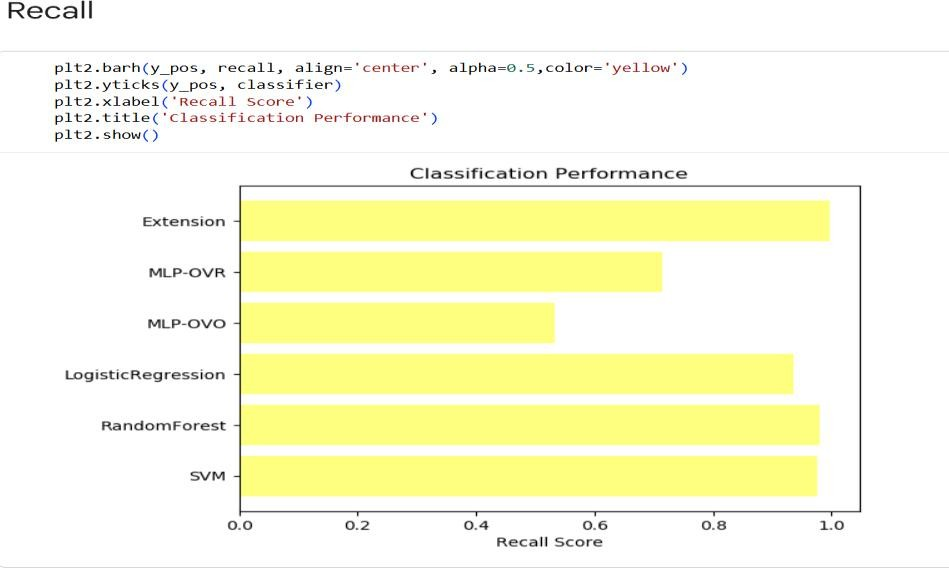 Recall
plt2.barh(y_pos, recall, align='center', alpha=0.5,color='yellow')
plt2.yticks(y_pos, classifier)
plt2.xlabel('Recall Score')
plt2.title('Classification Performance')
plt2.show()
Classification Performance
Extension
MLP-OVR
MLP-OVO
LogisticRegression
RandomForest
SVM
0.0 0.2 0.4 0.6 0.8 1.0
Recall Score